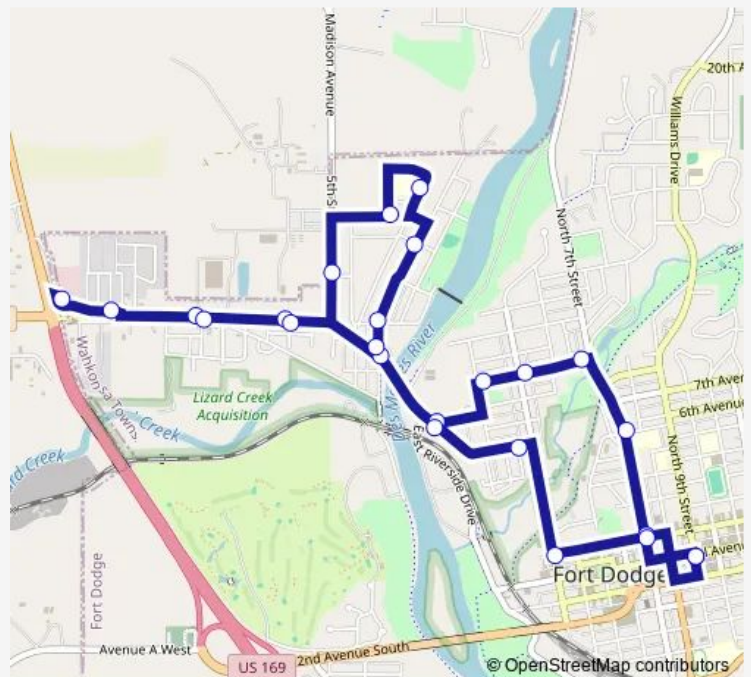 Madison Avenue
20th A
Williams Drive
5th S
North 7th Street
es River
Wahkonsa Towns.
Lizard Creek
Acquisition
Creek
rd Creek
Des M
East Riverside Drive
7th Aven
6th Avenue
North 9th Street
Fort Dodge
d Aven
Fort Dodge
Avenue A West
2nd Avenue South
US 169
© OpenStreetMap contributors